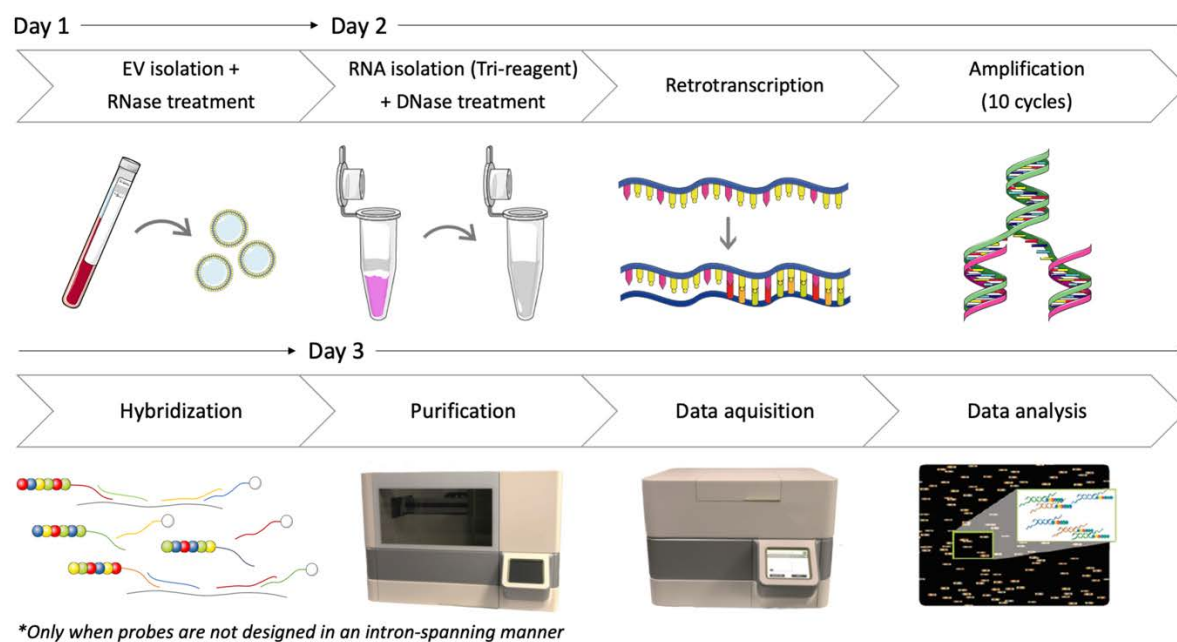 Day 1
Day 2
EV isolation +
RNase treatment
RNA isolation (Tri-reagent)
+ DNase treatment
Retrotranscription
Amplification
(10 cycles)
Day 3
Hybridization
Purification
Data aquisition
Data analysis
*Only when probes are not designed in an intron-spanning manner